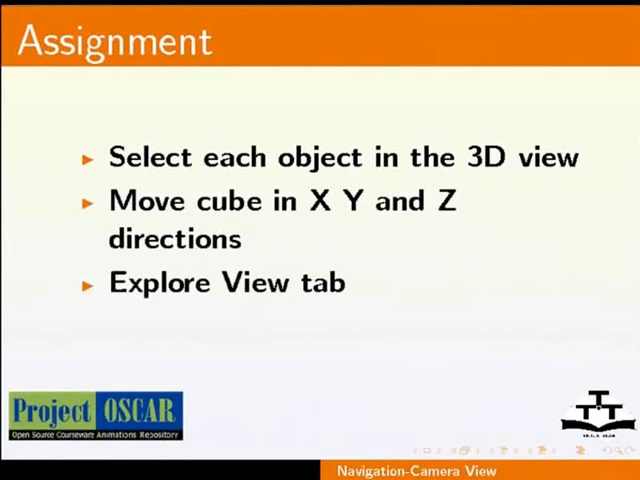 Assignment
Select each object in the 3D view
Move cube in X Y and Z
directions
Explore View tab
Project OSCAR
Open Source Courseware Animations Repository
Navigation-Camera View